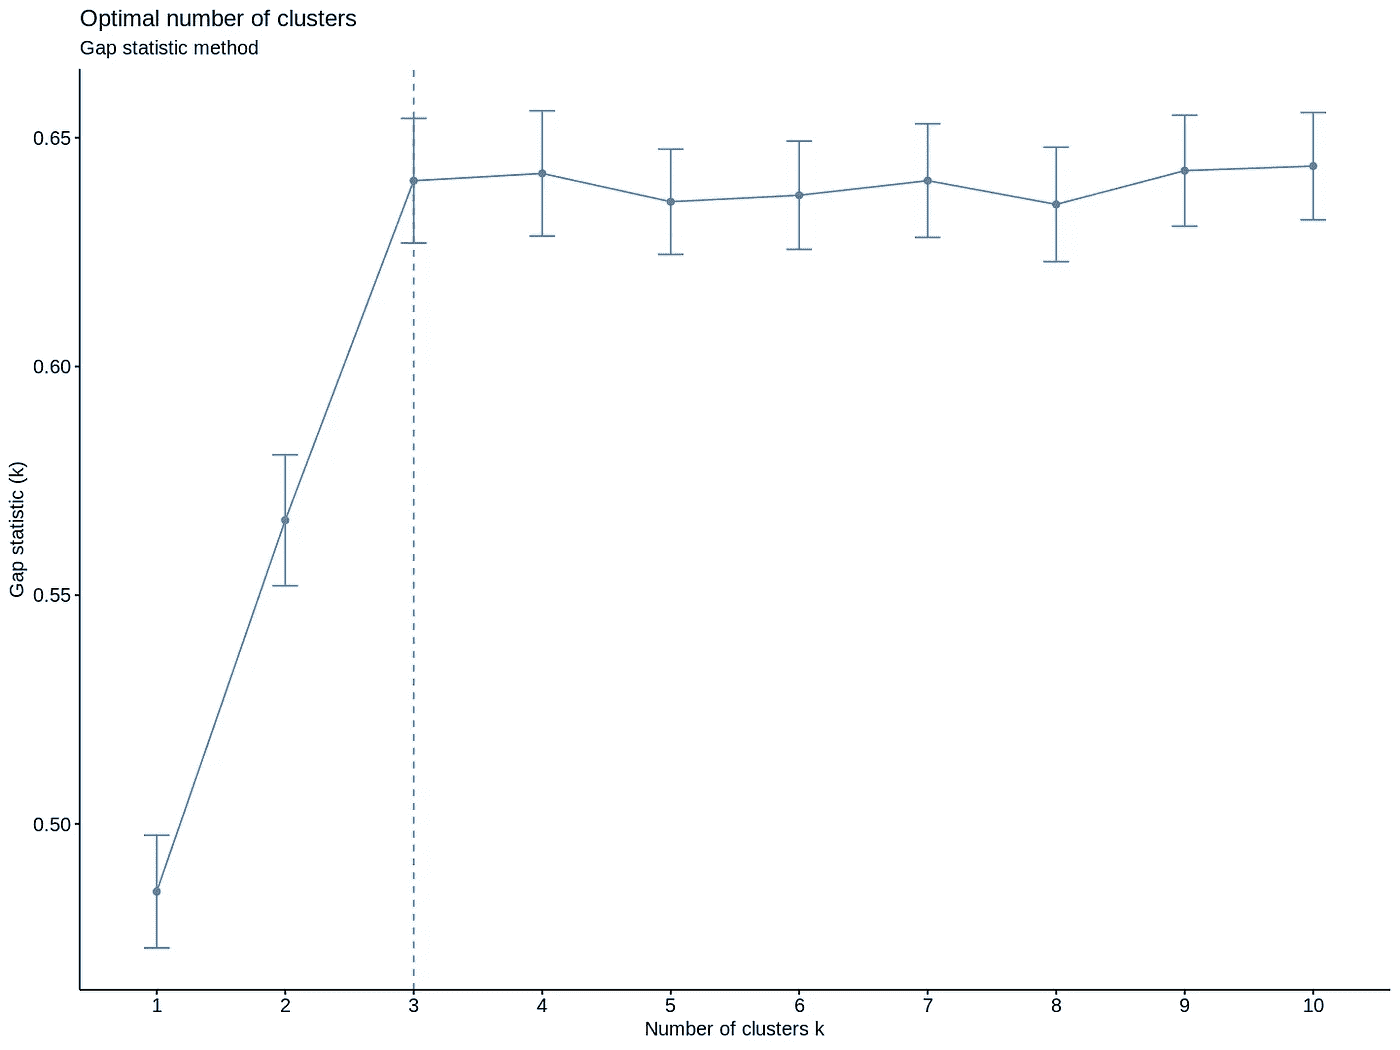 Optimal number of clusters
Gap statistic method
0.65
0.60
0.55
0.50
Gap statistic (k)
1 2 3 4 5 6 7 8 9 10
Number of clusters k